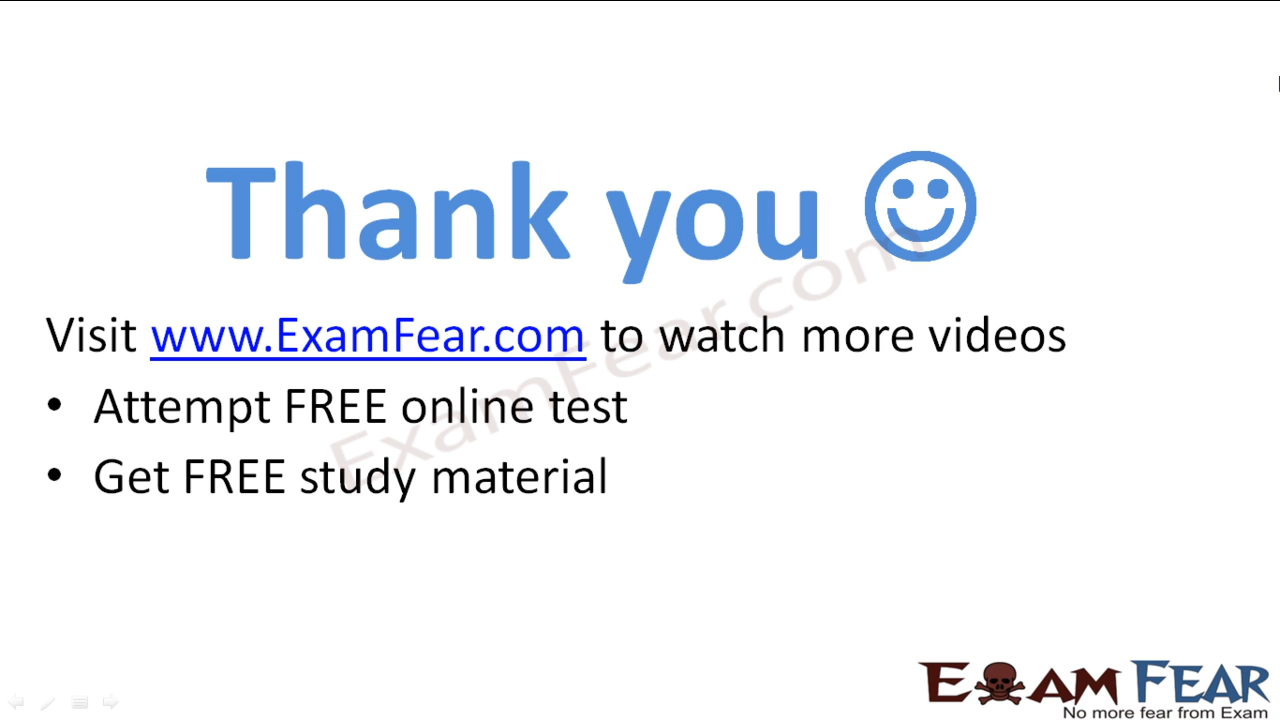 Thank you ☺
Visit www.ExamFear.com to watch more videos
• Attempt FREE online test
• Get FREE study material
ExamFear.com
EXAM FEAR
No more fear from Exam